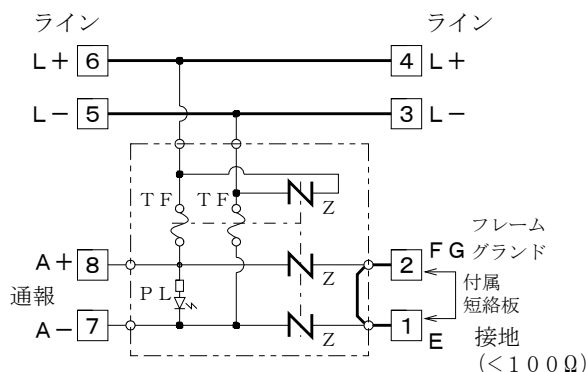 ライン ライン
L+ 6 4 L+
L- 5 3 L-
TF TF Z
A+ 8 Z 2 FG フレームグランド
通報 PL 付属短絡板
A- 7 Z 1 E 接地
(<100Ω)